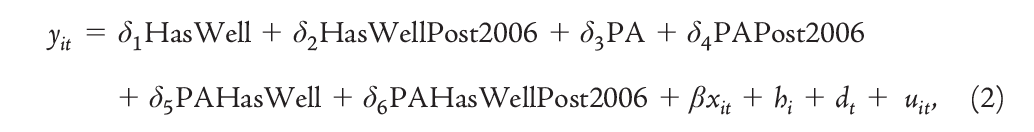 y_it = δ_1HasWell + δ_2HasWellPost2006 + δ_3PA + δ_4PAPost2006
+ δ_5PAHasWell + δ_6PAHasWellPost2006 + βx_it + h_i + d_t + u_it, (2)